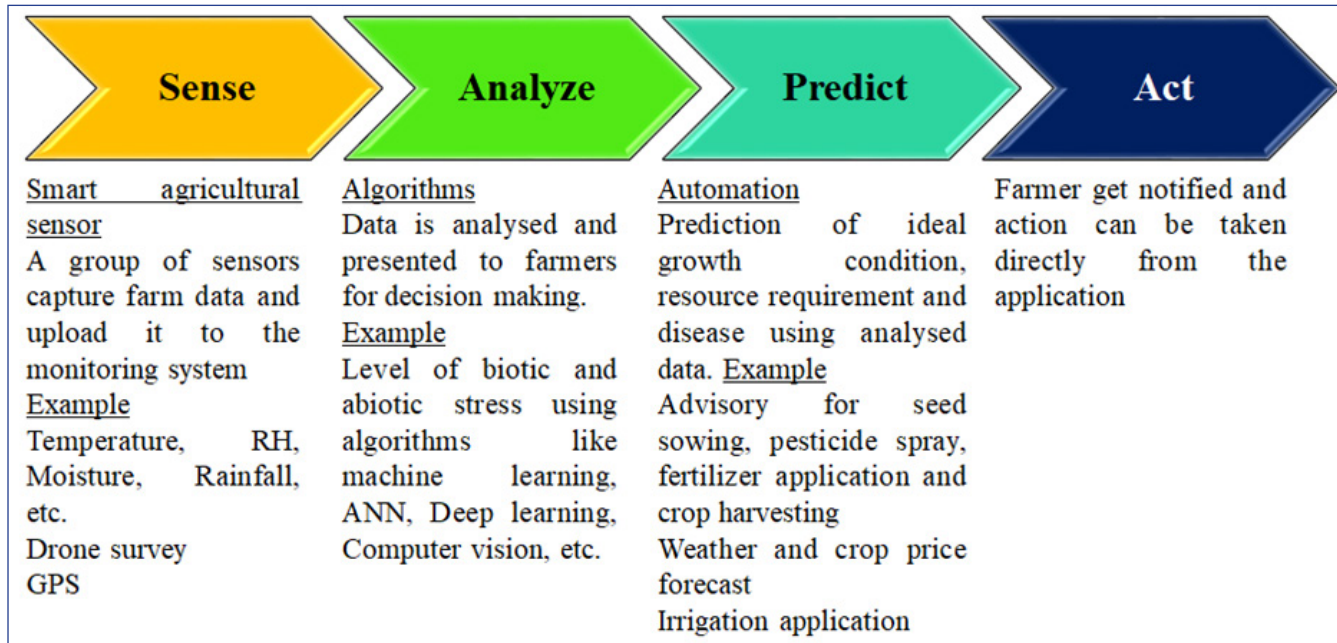 Sense
Analyze
Predict
Act
Smart agricultural
sensor
A group of sensors
capture farm data and
upload it to the
monitoring system
Example
Temperature, RH,
Moisture, Rainfall,
etc.
Drone survey
GPS
Algorithms
Data is analysed and
presented to farmers
for decision making.
Example
Level of biotic and
abiotic stress using
algorithms like
machine learning,
ANN, Deep learning,
Computer vision, etc.
Automation
Prediction of ideal
growth condition,
resource requirement and
disease using analysed
data. Example
Advisory for seed
sowing, pesticide spray,
fertilizer application and
crop harvesting
Weather and crop price
forecast
Irrigation application
Farmer get notified and
action can be taken
directly from the
application